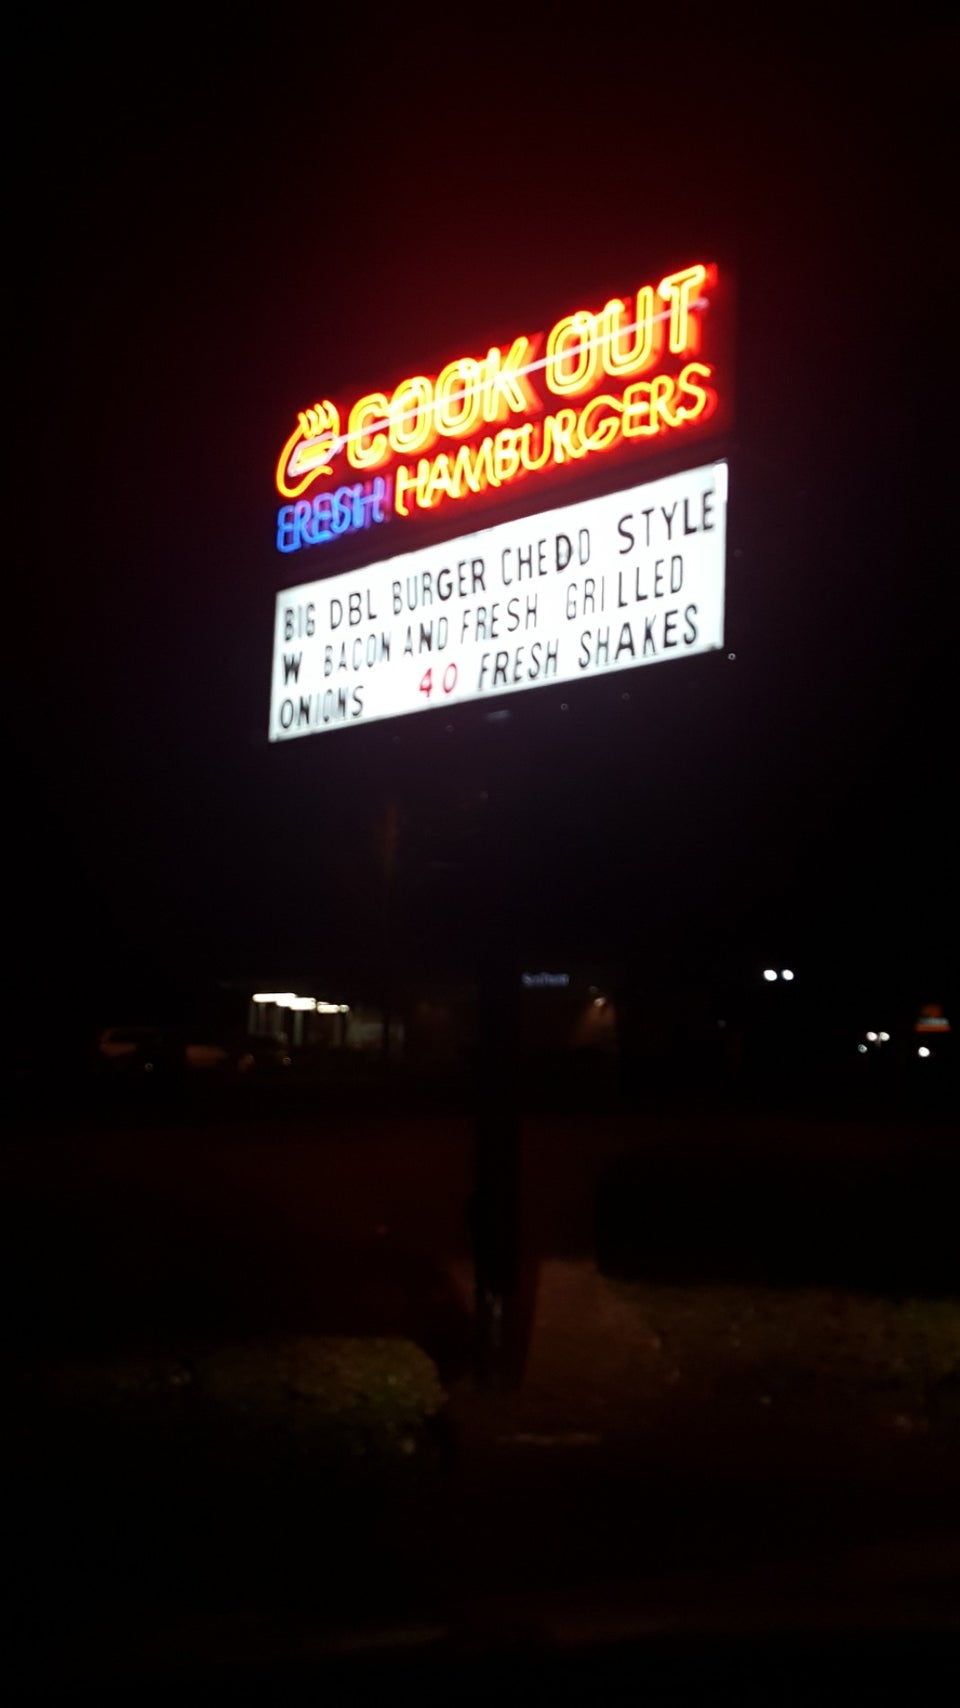 COOK OUT
FRESH HAMBURGERS
BIG DBL BURGER CHEDD STYLE
W BACON AND FRESH GRILLED
ONIONS 40 FRESH SHAKES